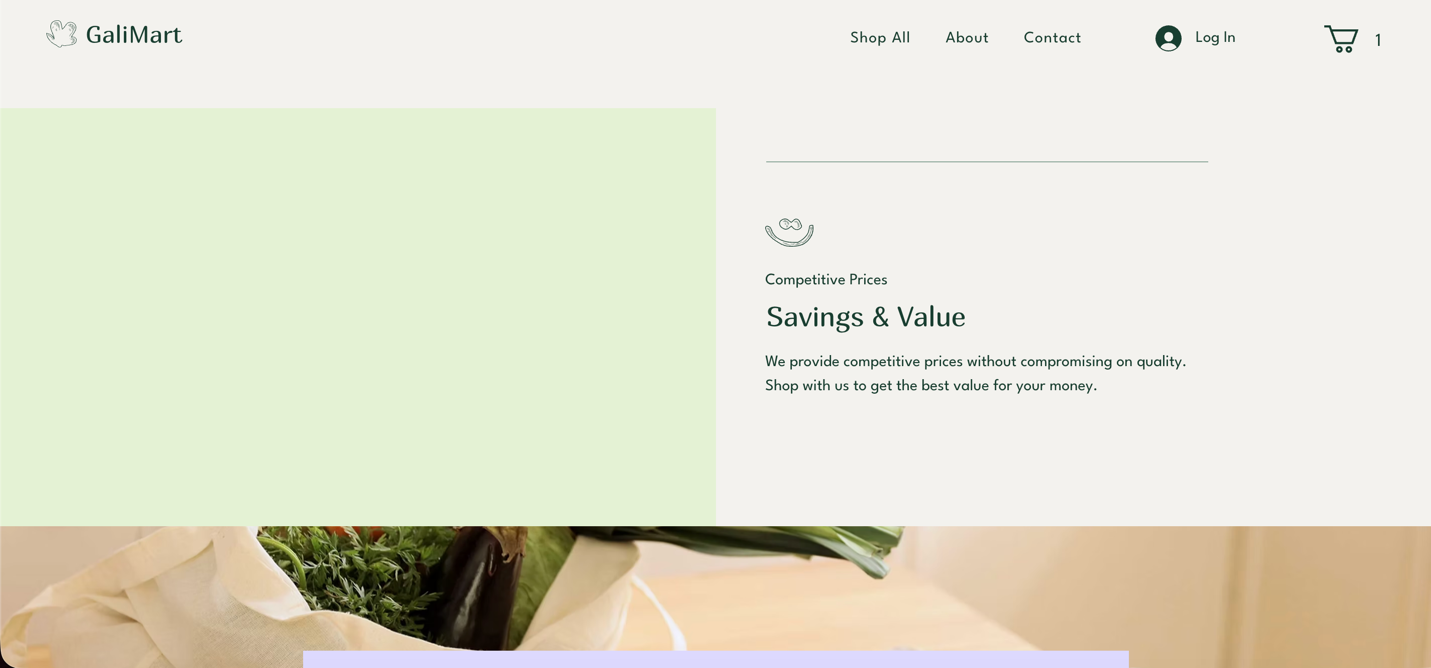 GaliMart
Shop All
About
Contact
Log In
1
Competitive Prices
Savings & Value
We provide competitive prices without compromising on quality.
Shop with us to get the best value for your money.